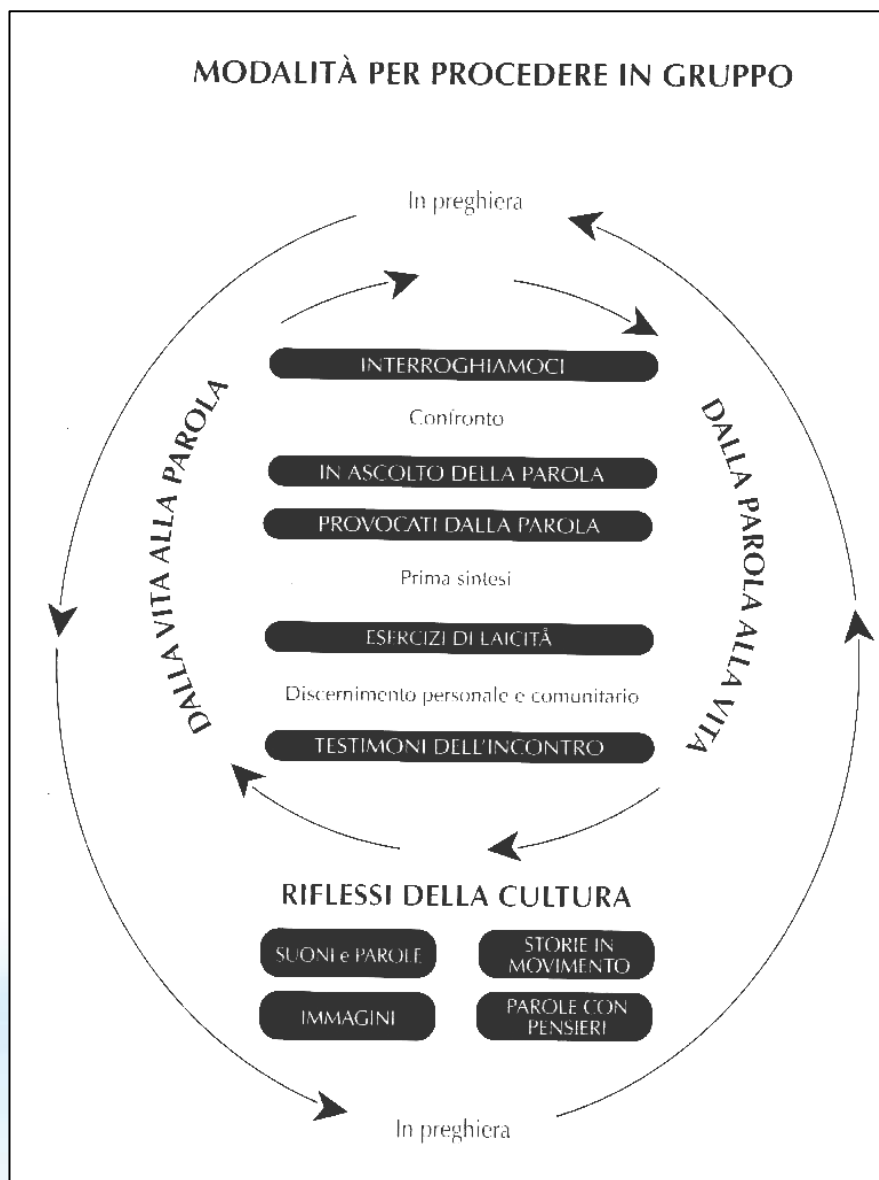 MODALITÀ PER PROCEDERE IN GRUPPO
In preghiera
INTERROGHIAMOCI
Confronto
IN ASCOLTO DELLA PAROLA
PROVOCATI DALLA PAROLA
Prima sintesi
ESERCIZI DI LAICITÀ
Discernimento personale e comunitario
TESTIMONI DELL'INCONTRO
DALLA VITA ALLA PAROLA
DALLA PAROLA ALLA VITA
RIFLESSI DELLA CULTURA
SUONI e PAROLE
STORIE IN
MOVIMENTO
IMMAGINI
PAROLE CON
PENSIERI
In preghiera